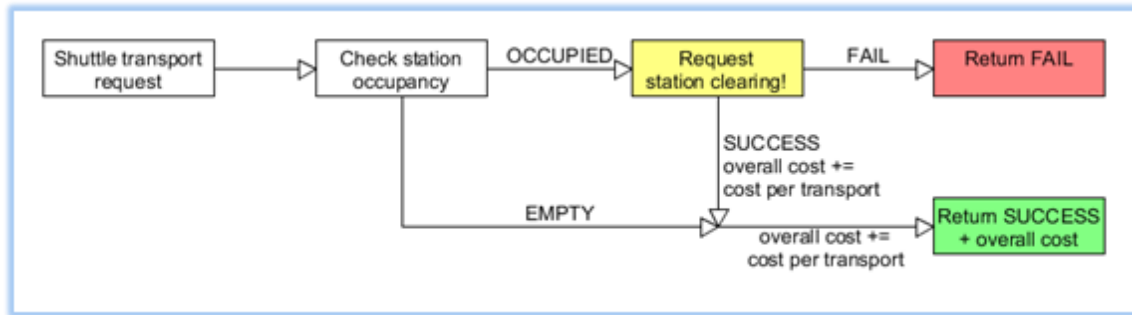 Shuttle transport
request
Check station
occupancy
OCCUPIED
Request
station clearing!
FAIL
Return FAIL
SUCCESS
overall cost +=
cost per transport
EMPTY
overall cost +=
cost per transport
Return SUCCESS
+ overall cost